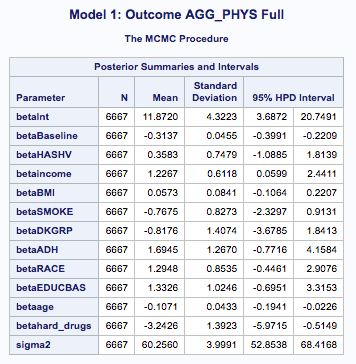 Model 1: Outcome AGG_PHYS Full
The MCMC Procedure
Posterior Summaries and Intervals
Parameter N Mean Standard Deviation 95% HPD Interval
betaInt 6667 11.8720 4.3223 3.6872 20.7491
betaBaseline 6667 -0.3137 0.0455 -0.3991 -0.2209
betaHASHV 6667 0.3583 0.7479 -1.0885 1.8139
betaincome 6667 1.2267 0.6118 0.0599 2.4411
betaBMI 6667 0.0573 0.0841 -0.1064 0.2207
betaSMOKE 6667 -0.7675 0.8273 -2.3297 0.9131
betaDKGRP 6667 -0.8176 1.4074 -3.6785 1.8413
betaADH 6667 1.6945 1.2670 -0.7716 4.1584
betaRACE 6667 1.2948 0.8535 -0.4461 2.9076
betaEDUCBAS 6667 1.3326 1.0246 -0.6951 3.3153
betaage 6667 -0.1071 0.0433 -0.1941 -0.0226
betahard_drugs 6667 -3.2426 1.3923 -5.9715 -0.5149
sigma2 6667 60.2560 3.9991 52.8538 68.4168